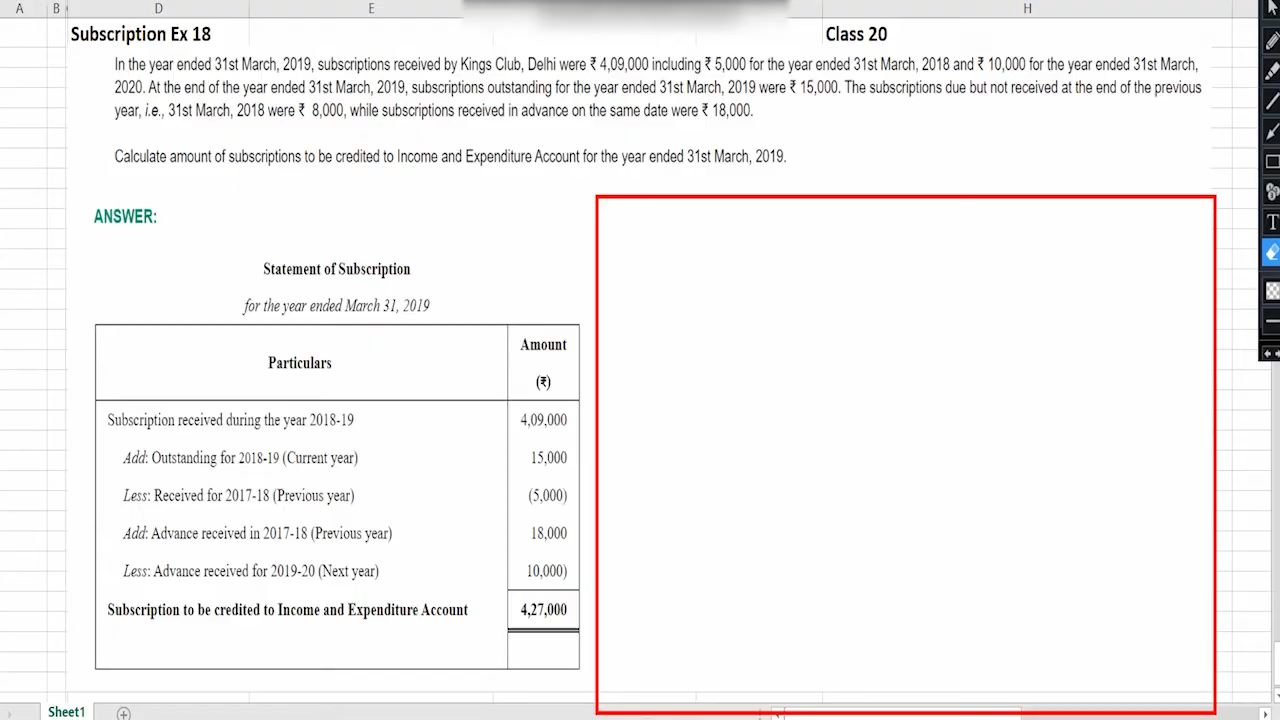 A B D E H
Subscription Ex 18 Class 20
In the year ended 31st March, 2019, subscriptions received by Kings Club, Delhi were ₹ 4,09,000 including ₹ 5,000 for the year ended 31st March, 2018 and ₹ 10,000 for the year ended 31st March,
2020. At the end of the year ended 31st March, 2019, subscriptions outstanding for the year ended 31st March, 2019 were ₹ 15,000. The subscriptions due but not received at the end of the previous
year, i.e., 31st March, 2018 were ₹ 8,000, while subscriptions received in advance on the same date were ₹ 18,000.
Calculate amount of subscriptions to be credited to Income and Expenditure Account for the year ended 31st March, 2019.
ANSWER:
Statement of Subscription
for the year ended March 31, 2019
Particulars Amount
(₹)
Subscription received during the year 2018-19 4,09,000
Add: Outstanding for 2018-19 (Current year) 15,000
Less: Received for 2017-18 (Previous year) (5,000)
Add: Advance received in 2017-18 (Previous year) 18,000
Less: Advance received for 2019-20 (Next year) 10,000)
Subscription to be credited to Income and Expenditure Account 4,27,000
Sheet1
T